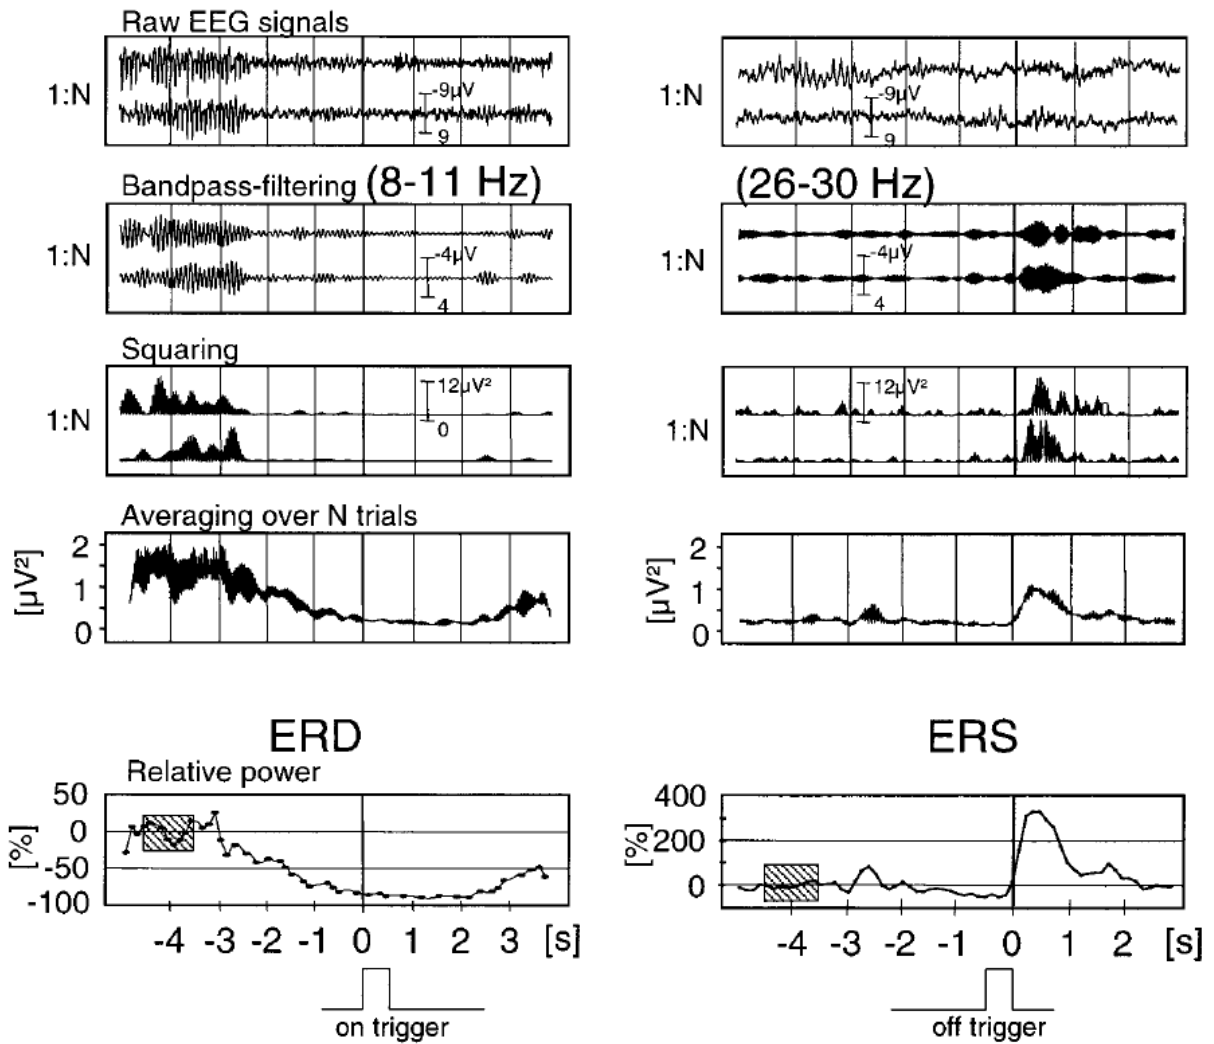 Raw EEG signals
1:N
-9µV
9
1:N
-9µV
9
Bandpass-filtering (8-11 Hz)
(26-30 Hz)
1:N
-4µV
4
1:N
-4µV
4
Squaring
1:N
12µV²
0
1:N
12µV²
Averaging over N trials
[µV²]
2
1
0
[µV²]
2
1
0
ERD
ERS
Relative power
[%]
50
0
-50
-100
-4 -3 -2 -1 0 1 2 3 [s]
on trigger
[%]
400
200
0
-4 -3 -2 -1 0 1 2 [s]
off trigger